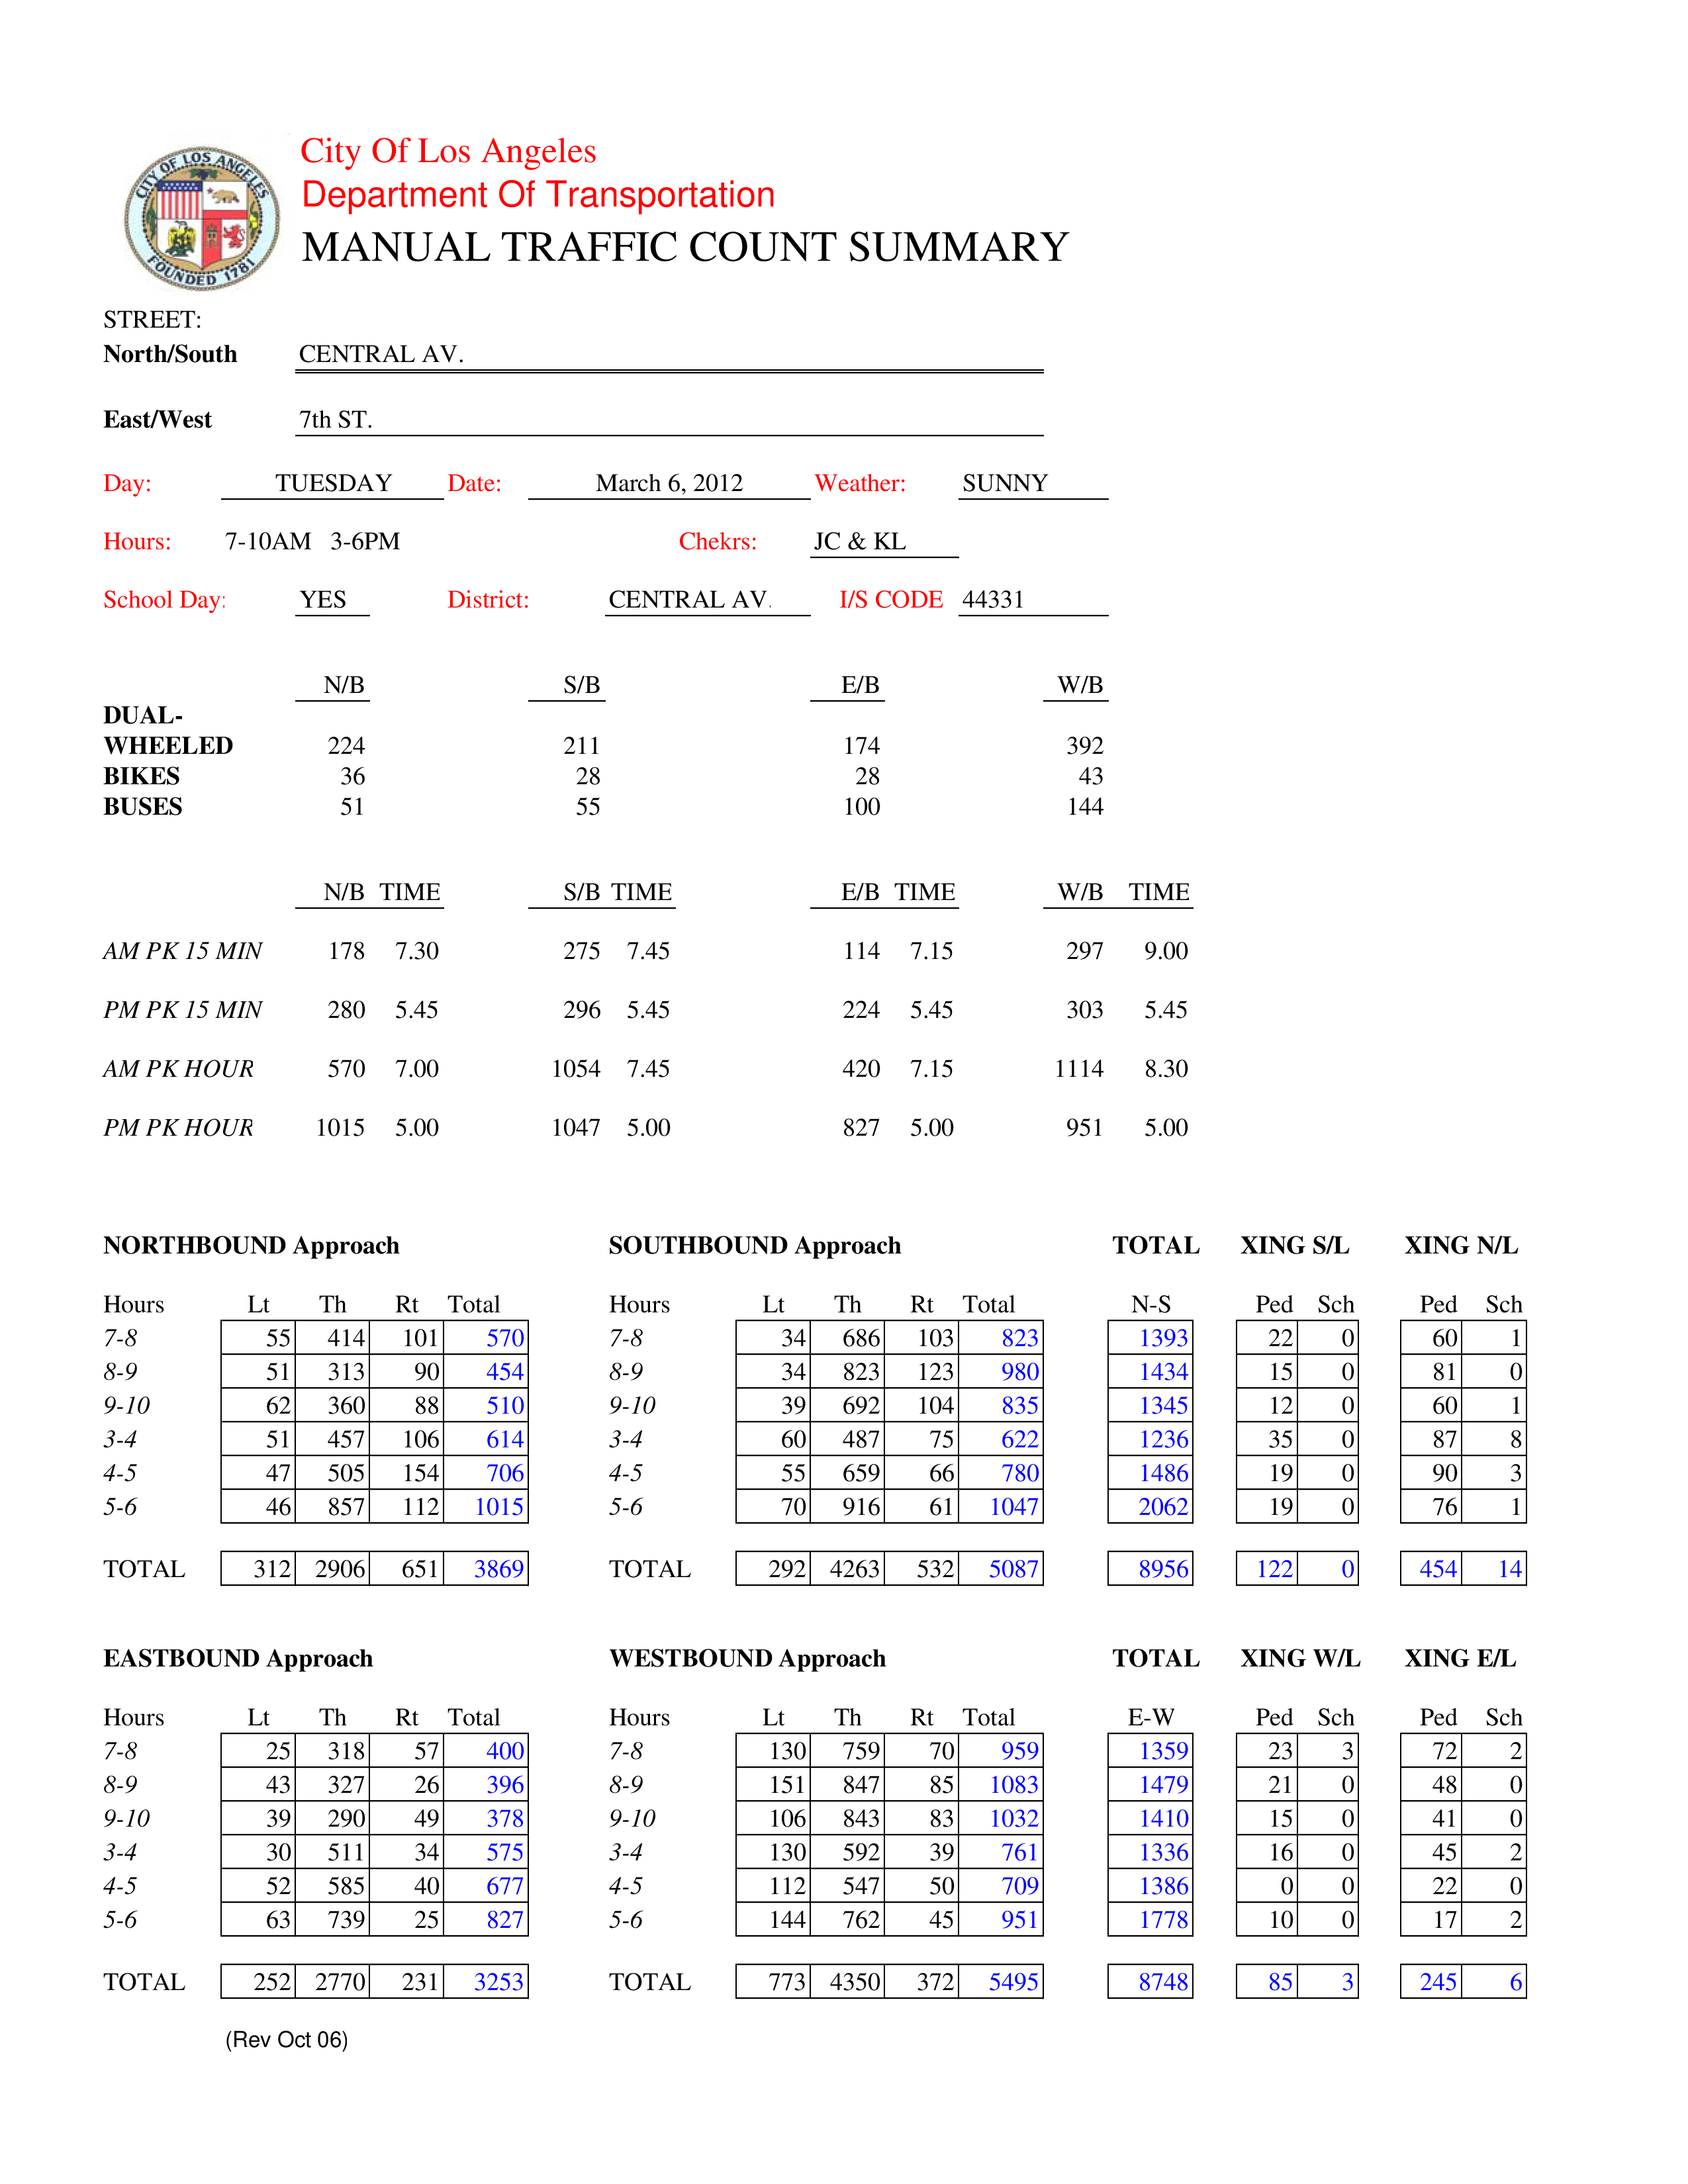 CITY OF LOS ANGELES
FOUNDED 1781
City Of Los Angeles
Department Of Transportation
MANUAL TRAFFIC COUNT SUMMARY
STREET:
North/South CENTRAL AV.
East/West 7th ST.
Day: TUESDAY Date: March 6, 2012 Weather: SUNNY
Hours: 7-10AM 3-6PM Chekrs: JC & KL
School Day: YES District: CENTRAL AV. I/S CODE 44331
N/B S/B E/B W/B
DUAL-
WHEELED 224 211 174 392
BIKES 36 28 28 43
BUSES 51 55 100 144
N/B TIME S/B TIME E/B TIME W/B TIME
AM PK 15 MIN 178 7.30 275 7.45 114 7.15 297 9.00
PM PK 15 MIN 280 5.45 296 5.45 224 5.45 303 5.45
AM PK HOUR 570 7.00 1054 7.45 420 7.15 1114 8.30
PM PK HOUR 1015 5.00 1047 5.00 827 5.00 951 5.00
NORTHBOUND Approach SOUTHBOUND Approach TOTAL XING S/L XING N/L
Hours Lt Th Rt Total Hours Lt Th Rt Total N-S Ped Sch Ped Sch
7-8 55 414 101 570 7-8 34 686 103 823 1393 22 0 60 1
8-9 51 313 90 454 8-9 34 823 123 980 1434 15 0 81 0
9-10 62 360 88 510 9-10 39 692 104 835 1345 12 0 60 1
3-4 51 457 106 614 3-4 60 487 75 622 1236 35 0 87 8
4-5 47 505 154 706 4-5 55 659 66 780 1486 19 0 90 3
5-6 46 857 112 1015 5-6 70 916 61 1047 2062 19 0 76 1
TOTAL 312 2906 651 3869 TOTAL 292 4263 532 5087 8956 122 0 454 14
EASTBOUND Approach WESTBOUND Approach TOTAL XING W/L XING E/L
Hours Lt Th Rt Total Hours Lt Th Rt Total E-W Ped Sch Ped Sch
7-8 25 318 57 400 7-8 130 759 70 959 1359 23 3 72 2
8-9 43 327 26 396 8-9 151 847 85 1083 1479 21 0 48 0
9-10 39 290 49 378 9-10 106 843 83 1032 1410 15 0 41 0
3-4 30 511 34 575 3-4 130 592 39 761 1336 16 0 45 2
4-5 52 585 40 677 4-5 112 547 50 709 1386 0 0 22 0
5-6 63 739 25 827 5-6 144 762 45 951 1778 10 0 17 2
TOTAL 252 2770 231 3253 TOTAL 773 4350 372 5495 8748 85 3 245 6
(Rev Oct 06)